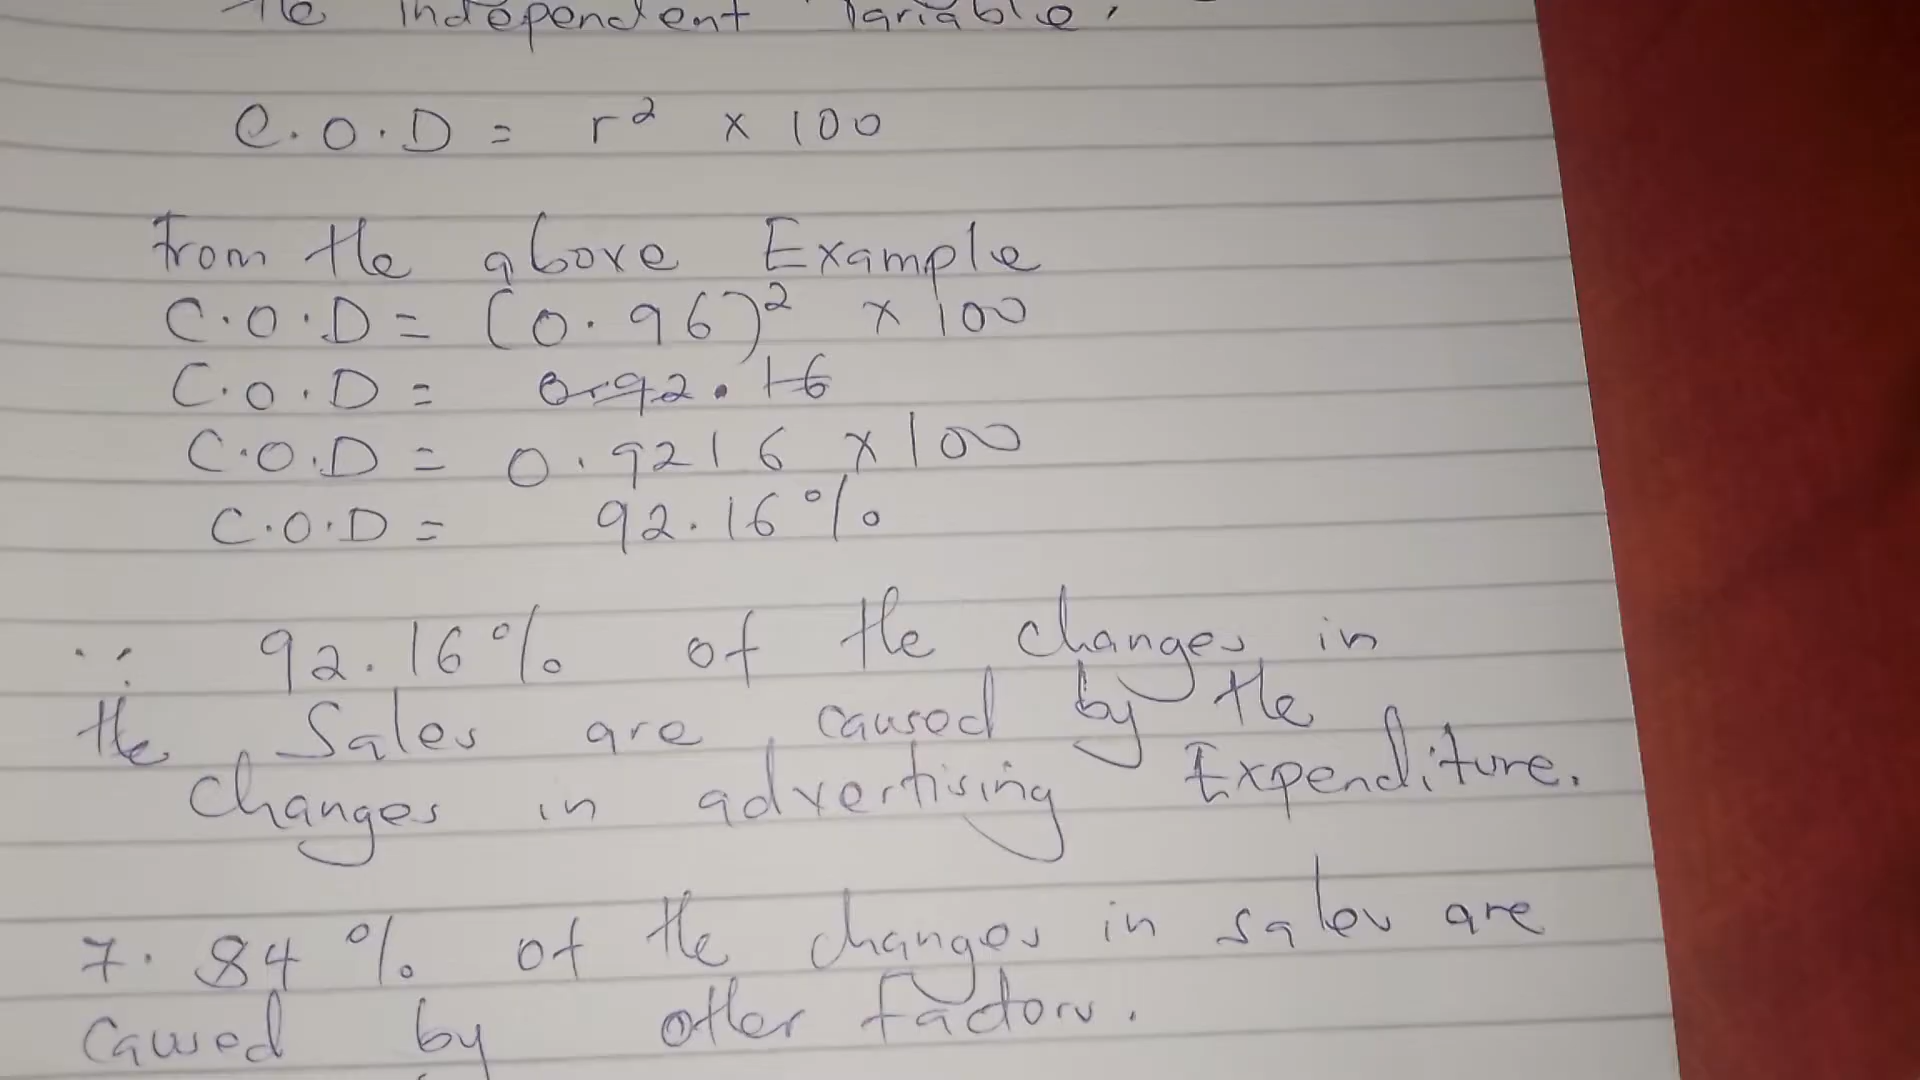 the independent variable.
C.O.D = r² × 100
From the above Example
C.O.D = (0.96)² × 100
C.O.D = 0.92.16
C.O.D = 0.9216 × 100
C.O.D = 92.16%
∵ 92.16% of the changes in
the Sales are caused by the
changes in advertising Expenditure.
7.84% of the changes in sales are
caused by other factors.